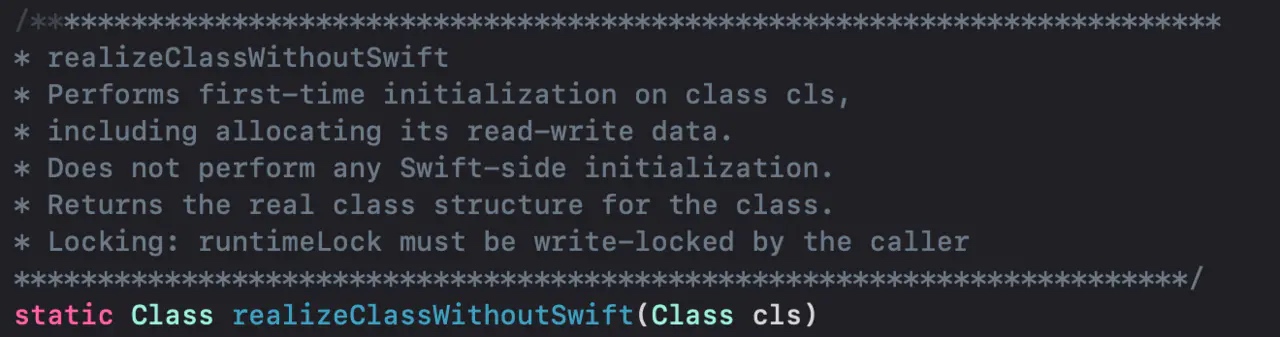 /***********************************************************************
* realizeClassWithoutSwift
* Performs first-time initialization on class cls,
* including allocating its read-write data.
* Does not perform any Swift-side initialization.
* Returns the real class structure for the class.
* Locking: runtimeLock must be write-locked by the caller
**********************************************************************/
static Class realizeClassWithoutSwift(Class cls)